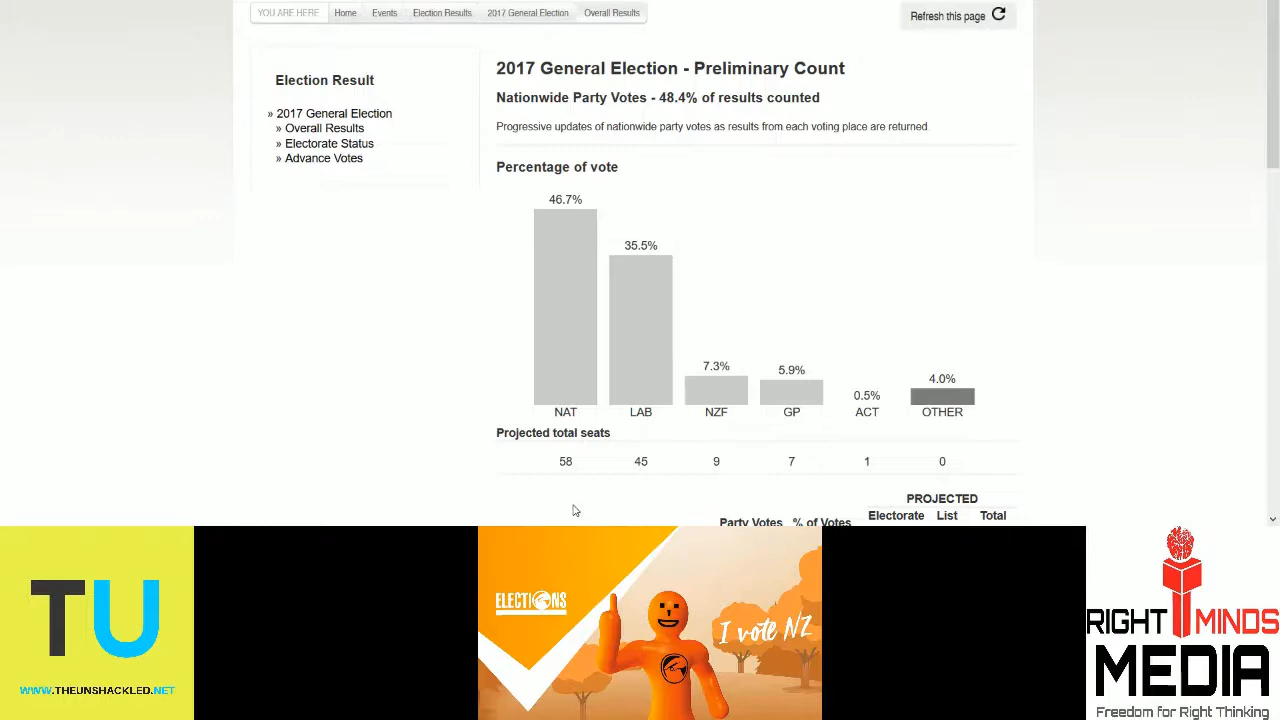 YOU ARE HERE Home Events Election Results 2017 General Election Overall Results
Refresh this page
Election Result
» 2017 General Election
» Overall Results
» Electorate Status
» Advance Votes
2017 General Election - Preliminary Count
Nationwide Party Votes - 48.4% of results counted
Progressive updates of nationwide party votes as results from each voting place are returned.
Percentage of vote
46.7%
35.5%
7.3%
5.9%
0.5%
4.0%
NAT LAB NZF GP ACT OTHER
Projected total seats
58 45 9 7 1 0
PROJECTED
Party Votes % of Votes Electorate List Total
TU
WWW.THEUNSHACKLED.NET
ELECTIONS
I vote NZ
RIGHT MINDS
MEDIA
Freedom for Right Thinking